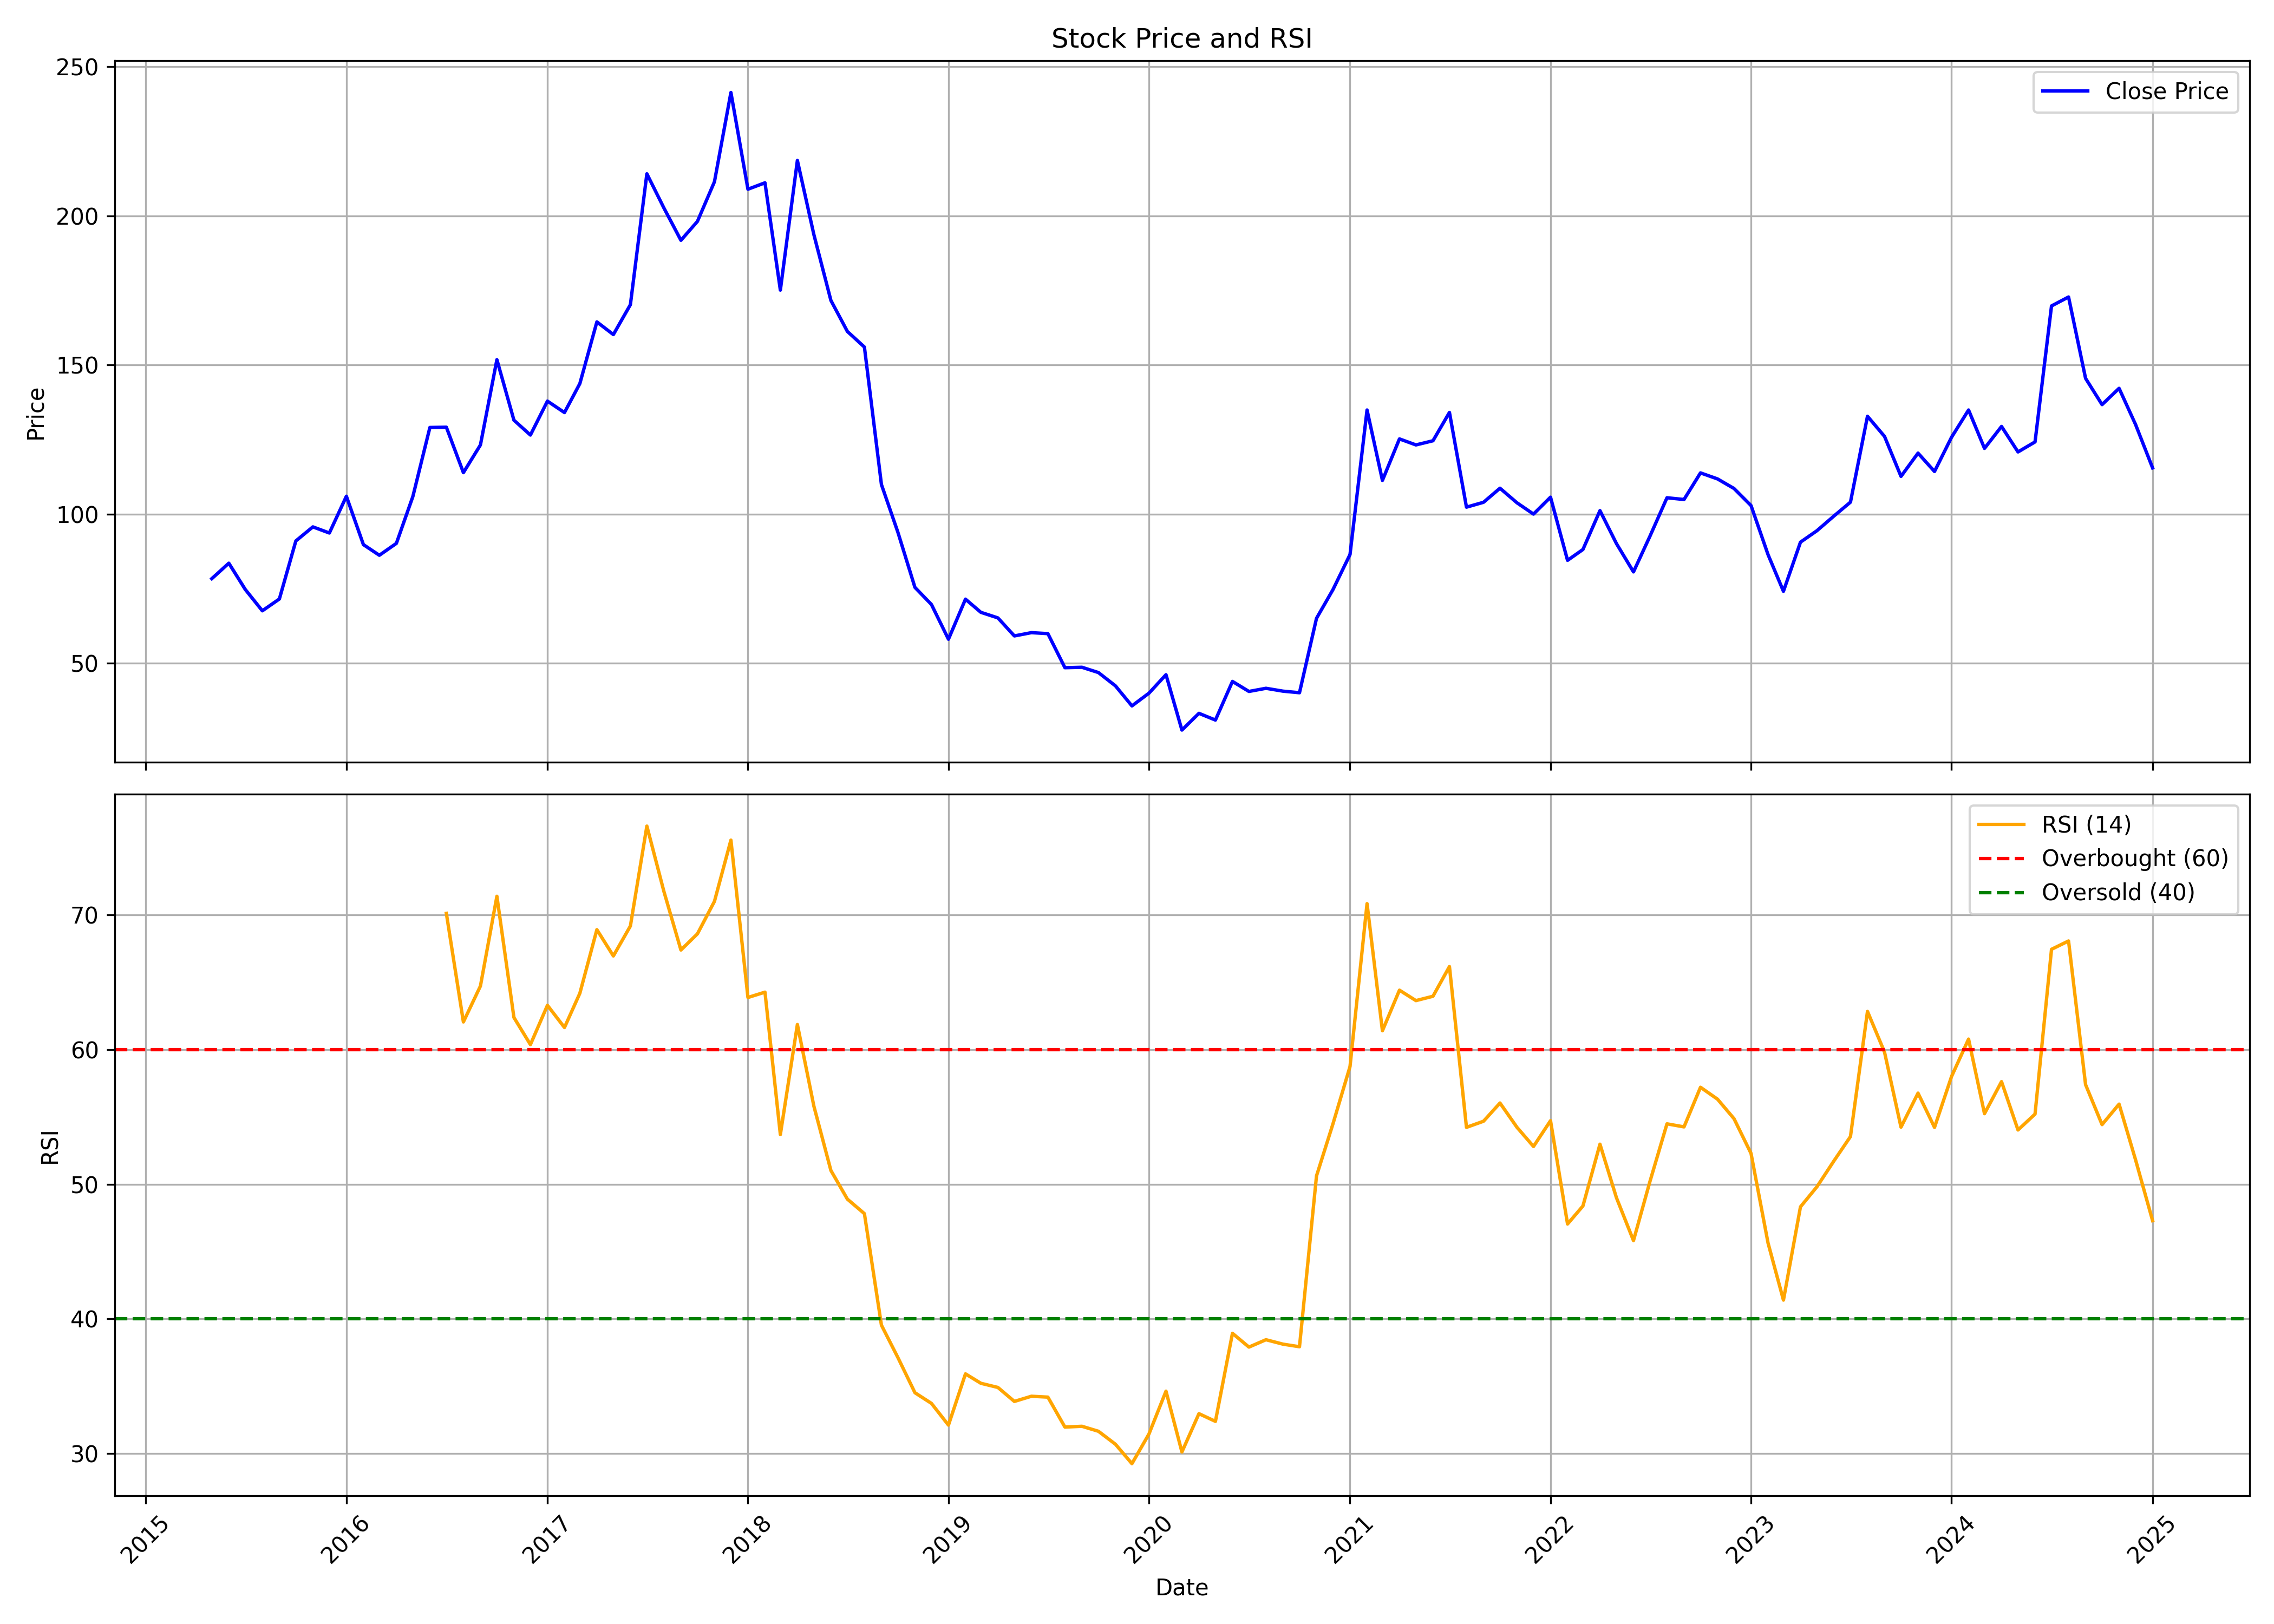 Stock Price and RSI
250
200
150
100
50
Price
Close Price
70
60
50
40
30
RSI
RSI (14)
Overbought (60)
Oversold (40)
2015
2016
2017
2018
2019
2020
2021
2022
2023
2024
2025
Date